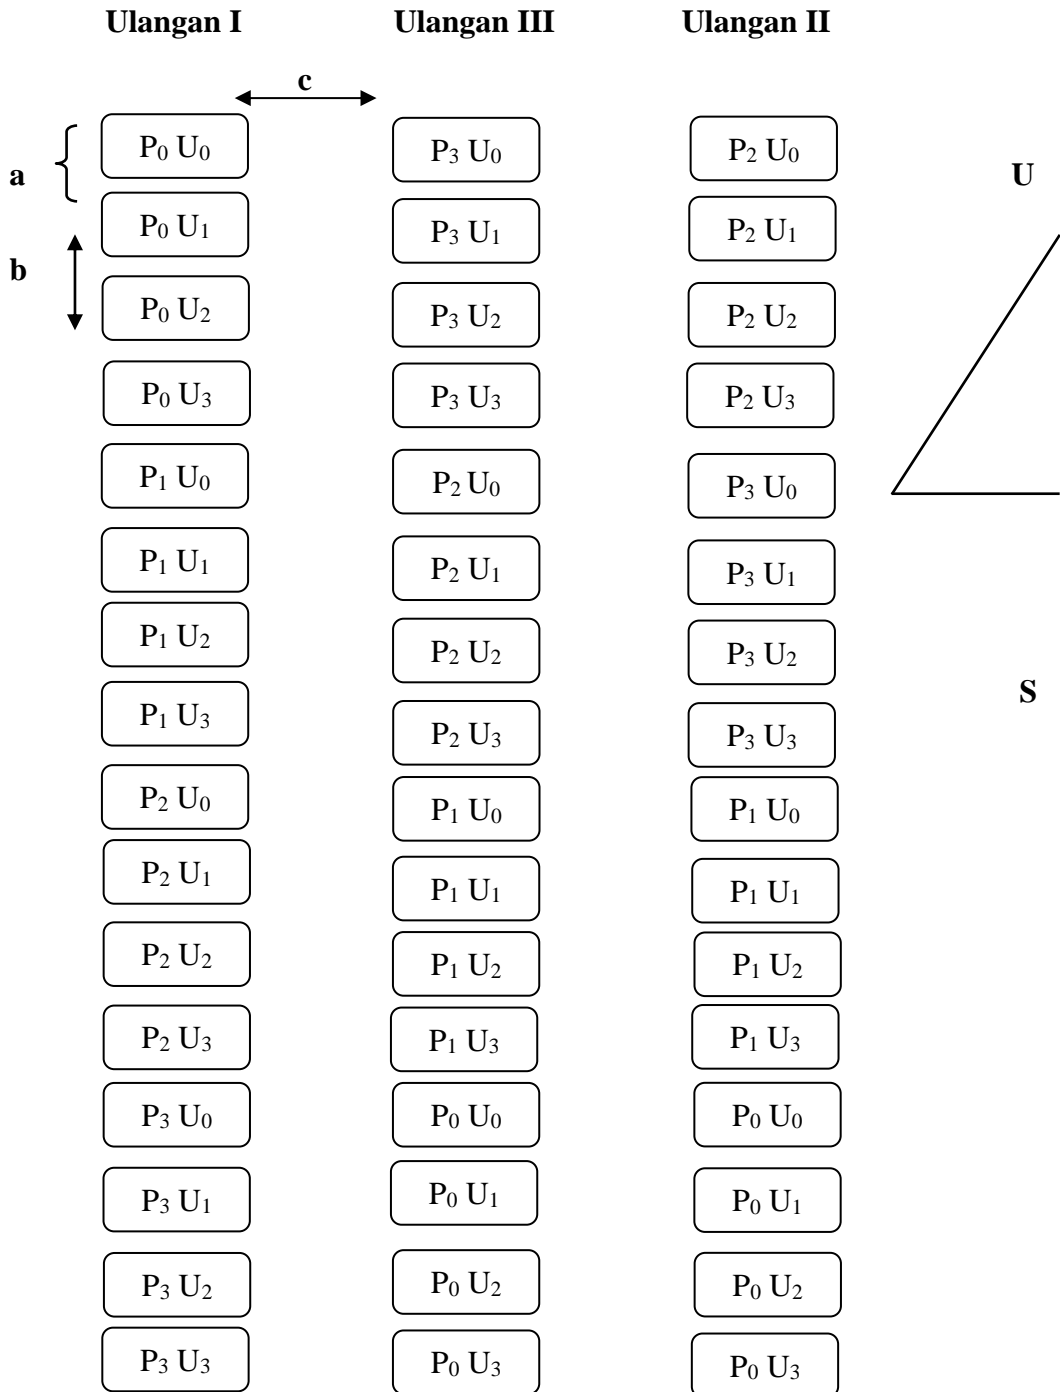 Ulangan I Ulangan III Ulangan II
c
P₀ U₀ P₃ U₀ P₂ U₀
a U
P₀ U₁ P₃ U₁ P₂ U₁
b
P₀ U₂ P₃ U₂ P₂ U₂
P₀ U₃ P₃ U₃ P₂ U₃
P₁ U₀ P₂ U₀ P₃ U₀
P₁ U₁ P₂ U₁ P₃ U₁
P₁ U₂ P₂ U₂ P₃ U₂
S
P₁ U₃ P₂ U₃ P₃ U₃
P₂ U₀ P₁ U₀ P₁ U₀
P₂ U₁ P₁ U₁ P₁ U₁
P₂ U₂ P₁ U₂ P₁ U₂
P₂ U₃ P₁ U₃ P₁ U₃
P₃ U₀ P₀ U₀ P₀ U₀
P₃ U₁ P₀ U₁ P₀ U₁
P₃ U₂ P₀ U₂ P₀ U₂
P₃ U₃ P₀ U₃ P₀ U₃